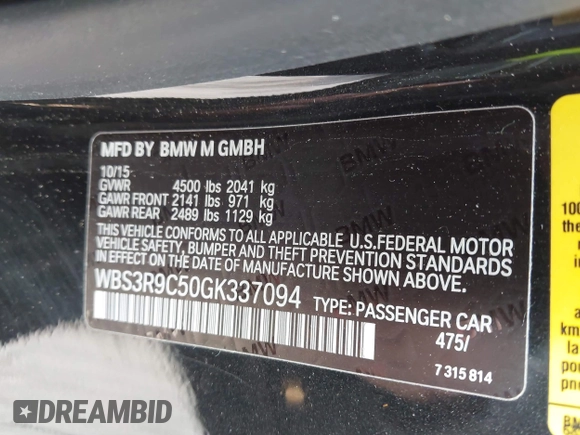 MFD BY BMW M GMBH
10/15
GVWR 4500 lbs 2041 kg
GAWR FRONT 2141 lbs 971 kg
GAWR REAR 2489 lbs 1129 kg
THIS VEHICLE CONFORMS TO ALL APPLICABLE U.S.FEDERAL MOTOR
VEHICLE SAFETY, BUMPER AND THEFT PREVENTION STANDARDS
IN EFFECT ON THE DATE OF MANUFACTURE SHOWN ABOVE.
WBS3R9C50GK337094 TYPE: PASSENGER CAR
475/
7 315 814
DREAMBID